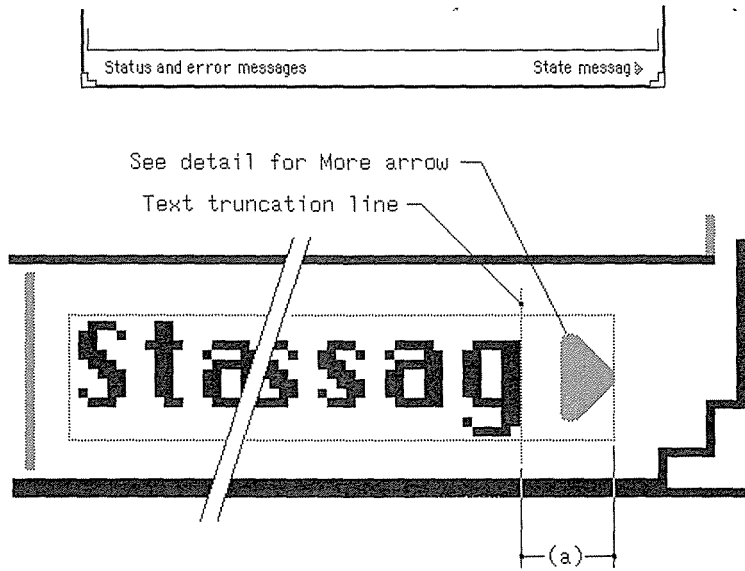 Status and error messages
State messag
See detail for More arrow
Text truncation line
Stassag
(a)